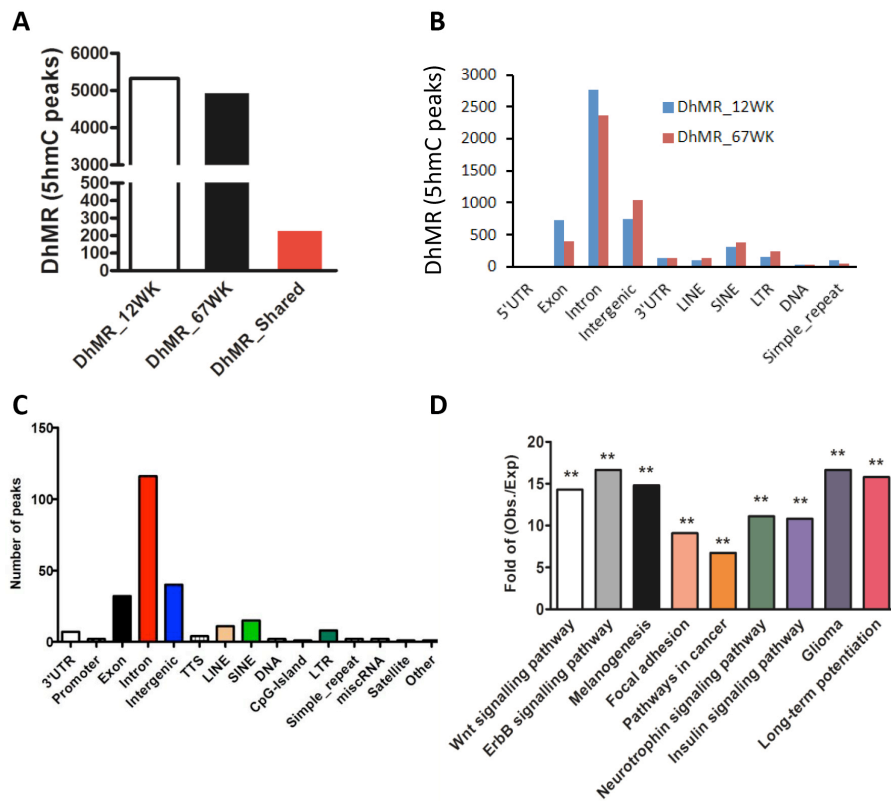 A
DhMR (5hmC peaks)
6000
5000
4000
3000
500
400
300
200
100
0
DhMR_12WK
DhMR_67WK
DhMR_Shared
B
DhMR (5hmC peaks)
3000
2500
2000
1500
1000
500
0
DhMR_12WK
DhMR_67WK
5'UTR
Exon
Intron
Intergenic
3'UTR
LINE
SINE
LTR
DNA
Simple_repeat
C
Number of peaks
150
100
50
0
3'UTR
Promoter
Exon
Intron
Intergenic
TTS
LINE
SINE
DNA
CpG-Island
LTR
Simple_repeat
miscRNA
Satellite
Other
D
Fold of (Obs./Exp)
20
15
10
5
0
**
**
**
**
**
**
**
**
**
Wnt signalling pathway
ErbB signalling pathway
Melanogenesis
Focal adhesion
Pathways in cancer
Neurotrophin signaling pathway
Insulin signaling pathway
Glioma
Long-term potentiation